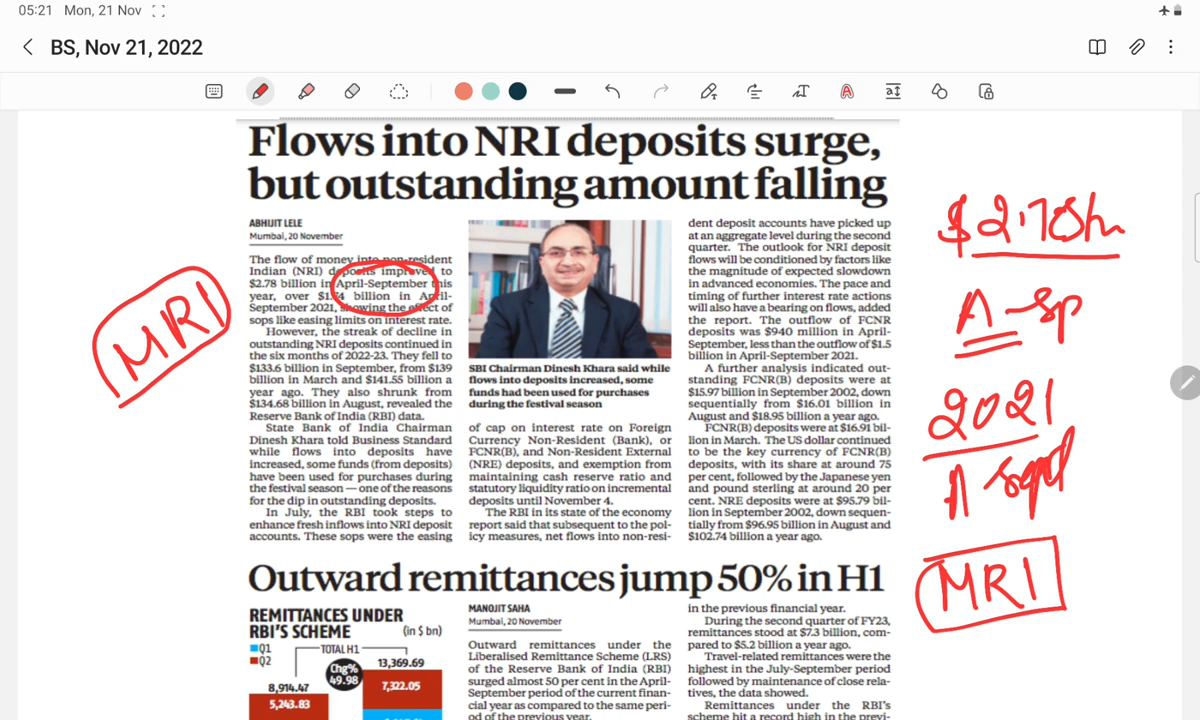 05:21 Mon, 21 Nov
BS, Nov 21, 2022
Flows into NRI deposits surge,
but outstanding amount falling
ABHIJIT LELE
Mumbai, 20 November
The flow of money into non-resident
Indian (NRI) deposits improved to
$2.78 billion in April-September this
year, over $1.74 billion in April-
September 2021, showing the effect of
sops like easing limits on interest rate.
However, the streak of decline in
outstanding NRI deposits continued in
the six months of 2022-23. They fell to
$133.6 billion in September, from $139
billion in March and $141.55 billion a
year ago. They also shrunk from
$134.68 billion in August, revealed the
Reserve Bank of India (RBI) data.
State Bank of India Chairman
Dinesh Khara told Business Standard
while flows into deposits have
increased, some funds (from deposits)
have been used for purchases during
the festival season — one of the reasons
for the dip in outstanding deposits.
In July, the RBI took steps to
enhance fresh inflows into NRI deposit
accounts. These sops were the easing
SBI Chairman Dinesh Khara said while
flows into deposits increased, some
funds had been used for purchases
during the festival season
of cap on interest rate on Foreign
Currency Non-Resident (Bank), or
FCNR(B), and Non-Resident External
(NRE) deposits, and exemption from
maintaining cash reserve ratio and
statutory liquidity ratio on incremental
deposits until November 4.
The RBI in its state of the economy
report said that subsequent to the pol-
icy measures, net flows into non-resi-
dent deposit accounts have picked up
at an aggregate level during the second
quarter. The outlook for NRI deposit
flows will be conditioned by factors like
the magnitude of expected slowdown
in advanced economies. The pace and
timing of further interest rate actions
will also have a bearing on flows, added
the report. The outflow of FCNR
deposits was $940 million in April-
September, less than the outflow of $1.5
billion in April-September 2021.
A further analysis indicated out-
standing FCNR(B) deposits were at
$15.97 billion in September 2002, down
sequentially from $16.01 billion in
August and $18.95 billion a year ago.
FCNR(B) deposits were at $16.91 bil-
lion in March. The US dollar continued
to be the key currency of FCNR(B)
deposits, with its share at around 75
per cent, followed by the Japanese yen
and pound sterling at around 20 per
cent. NRE deposits were at $95.79 bil-
lion in September 2002, down sequen-
tially from $96.95 billion in August and
$102.74 billion a year ago.
MRI
A-Sp
2021
MRI
Outward remittances jump 50% in H1
REMITTANCES UNDER
RBI'S SCHEME (in $ bn)
Q1
Q2
TOTAL H1
Chg%
49.98
13,369.69
7,322.05
8,914.47
5,243.83
MANOJIT SAHA
Mumbai, 20 November
Outward remittances under the
Liberalised Remittance Scheme (LRS)
of the Reserve Bank of India (RBI)
surged almost 50 per cent in the April-
September period of the current finan-
cial year as compared to the same peri-
od of the previous year.
in the previous financial year.
During the second quarter of FY23,
remittances stood at $7.3 billion, com-
pared to $5.2 billion a year ago.
Travel-related remittances were the
highest in the July-September period
followed by maintenance of close rela-
tives, the data showed.
Remittances under the RBI's
scheme hit a record high in the previ-